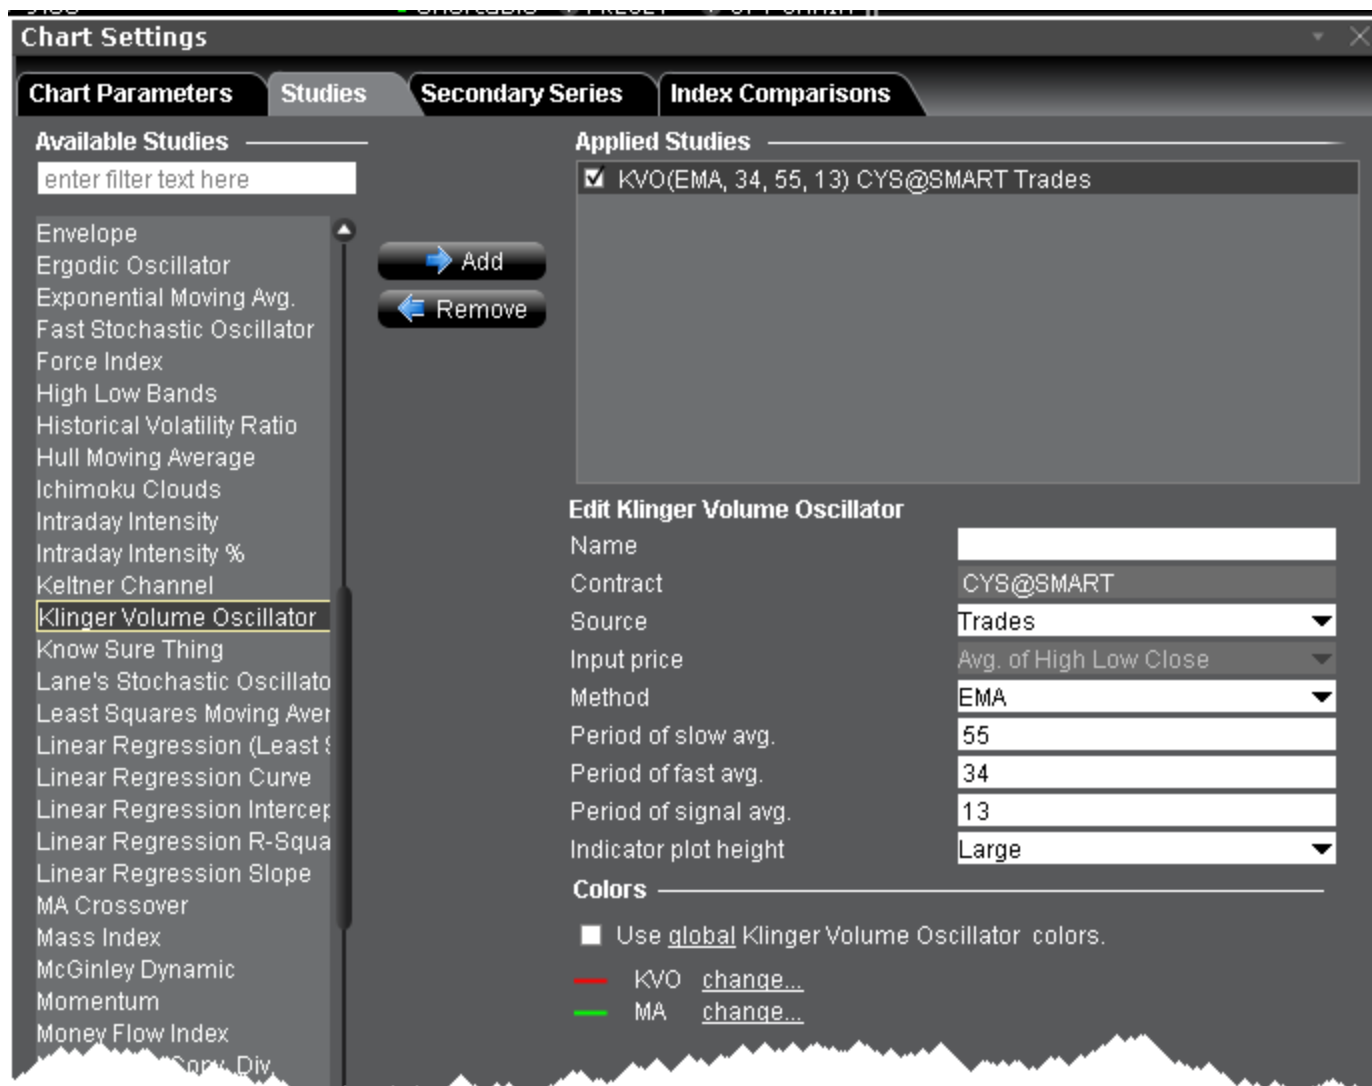 Chart Settings
Chart Parameters Studies Secondary Series Index Comparisons
Available Studies
enter filter text here
Envelope
Ergodic Oscillator
Exponential Moving Avg.
Fast Stochastic Oscillator
Force Index
High Low Bands
Historical Volatility Ratio
Hull Moving Average
Ichimoku Clouds
Intraday Intensity
Intraday Intensity %
Keltner Channel
Klinger Volume Oscillator
Know Sure Thing
Lane's Stochastic Oscillato
Least Squares Moving Aver
Linear Regression (Least
Linear Regression Curve
Linear Regression Intercep
Linear Regression R-Squa
Linear Regression Slope
MA Crossover
Mass Index
McGinley Dynamic
Momentum
Money Flow Index
Div.
Add
Remove
Applied Studies
KVO(EMA, 34, 55, 13) CYS@SMART Trades
Edit Klinger Volume Oscillator
Name
Contract CYS@SMART
Source Trades
Input price Avg. of High Low Close
Method EMA
Period of slow avg. 55
Period of fast avg. 34
Period of signal avg. 13
Indicator plot height Large
Colors
Use global Klinger Volume Oscillator colors.
KVO change...
MA change...